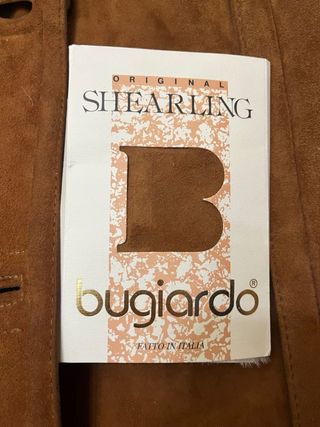 ORIGINAL
SHEARLING
B
bugiardo®
FATTO IN ITALIA